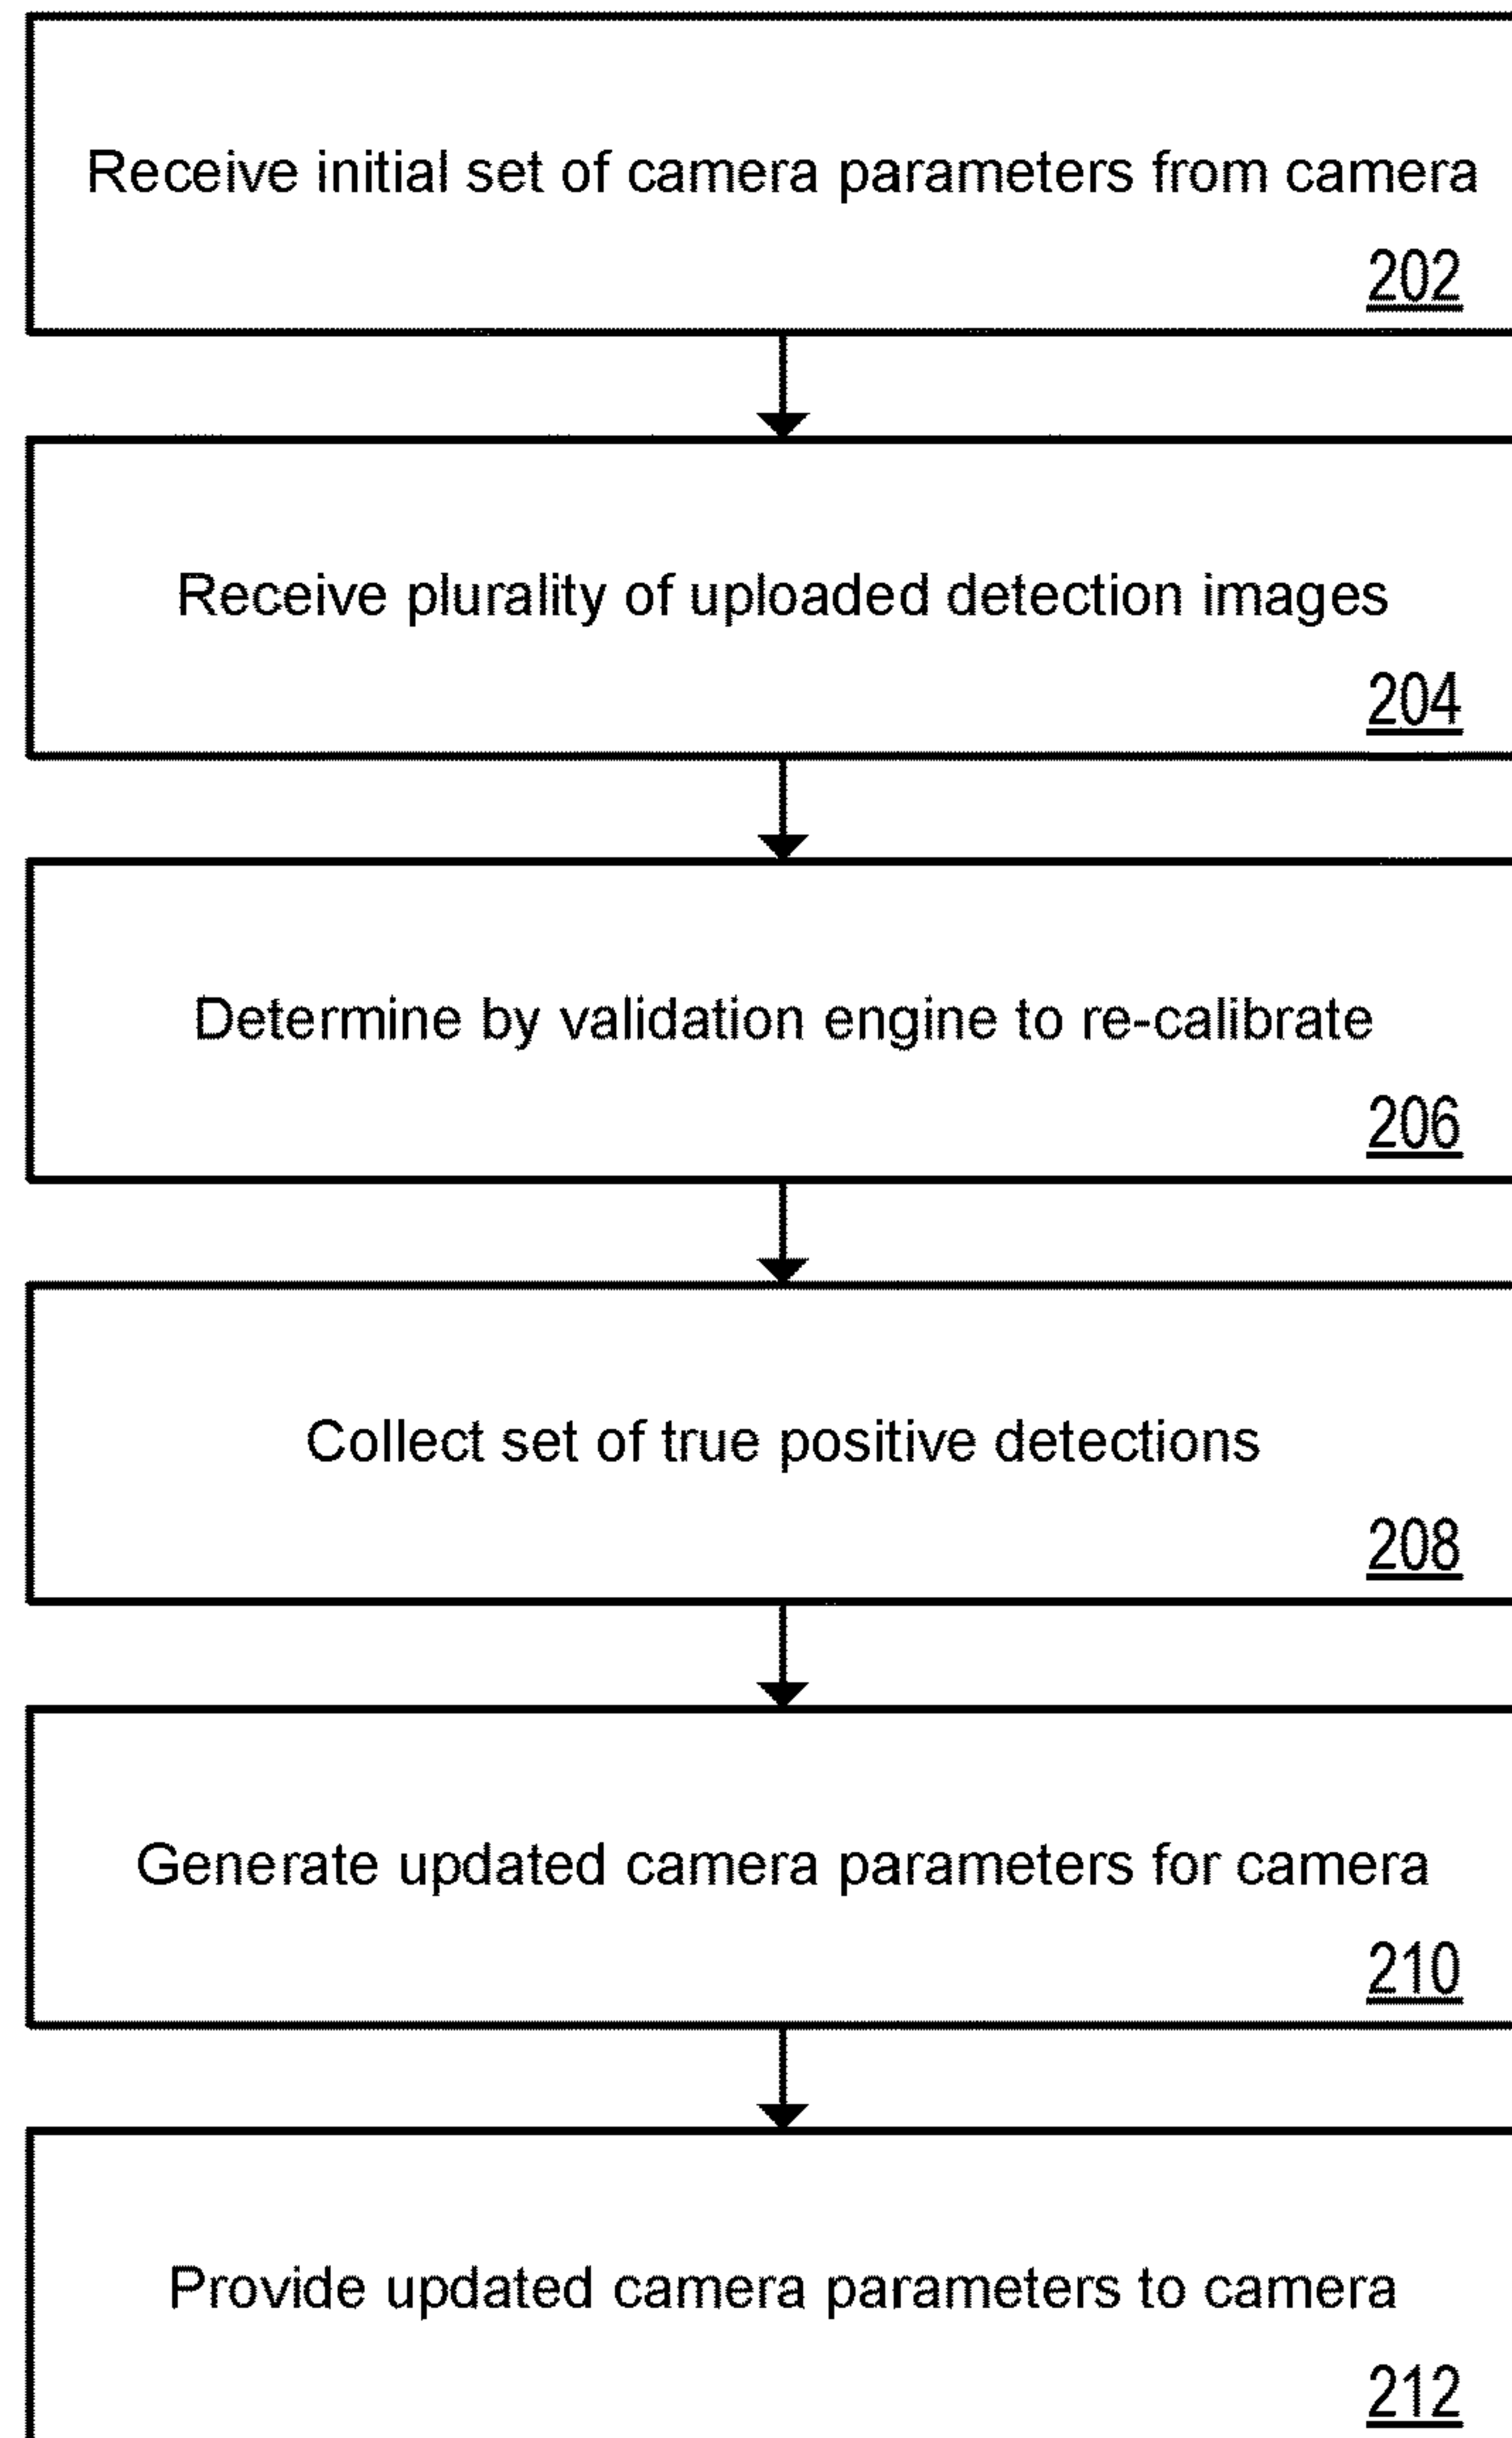 Receive initial set of camera parameters from camera
202
Receive plurality of uploaded detection images
204
Determine by validation engine to re-calibrate
206
Collect set of true positive detections
208
Generate updated camera parameters for camera
210
Provide updated camera parameters to camera
212